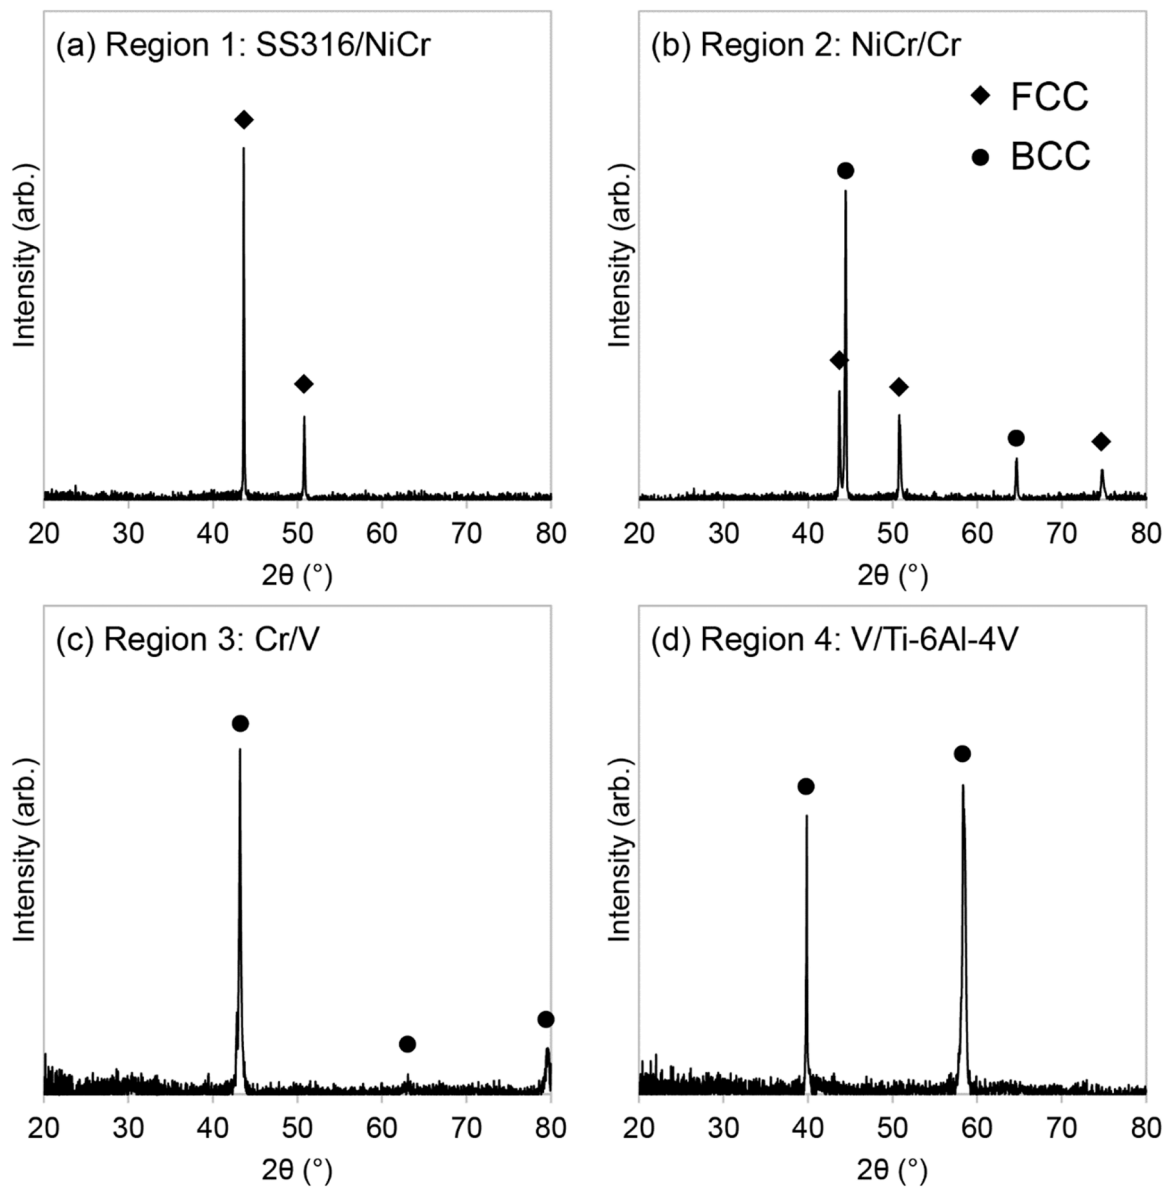 (a) Region 1: SS316/NiCr
Intensity (arb.)
20 30 40 50 60 70 80
2θ (°)
(b) Region 2: NiCr/Cr
FCC
BCC
Intensity (arb.)
20 30 40 50 60 70 80
2θ (°)
(c) Region 3: Cr/V
Intensity (arb.)
20 30 40 50 60 70 80
2θ (°)
(d) Region 4: V/Ti-6Al-4V
Intensity (arb.)
20 30 40 50 60 70 80
2θ (°)